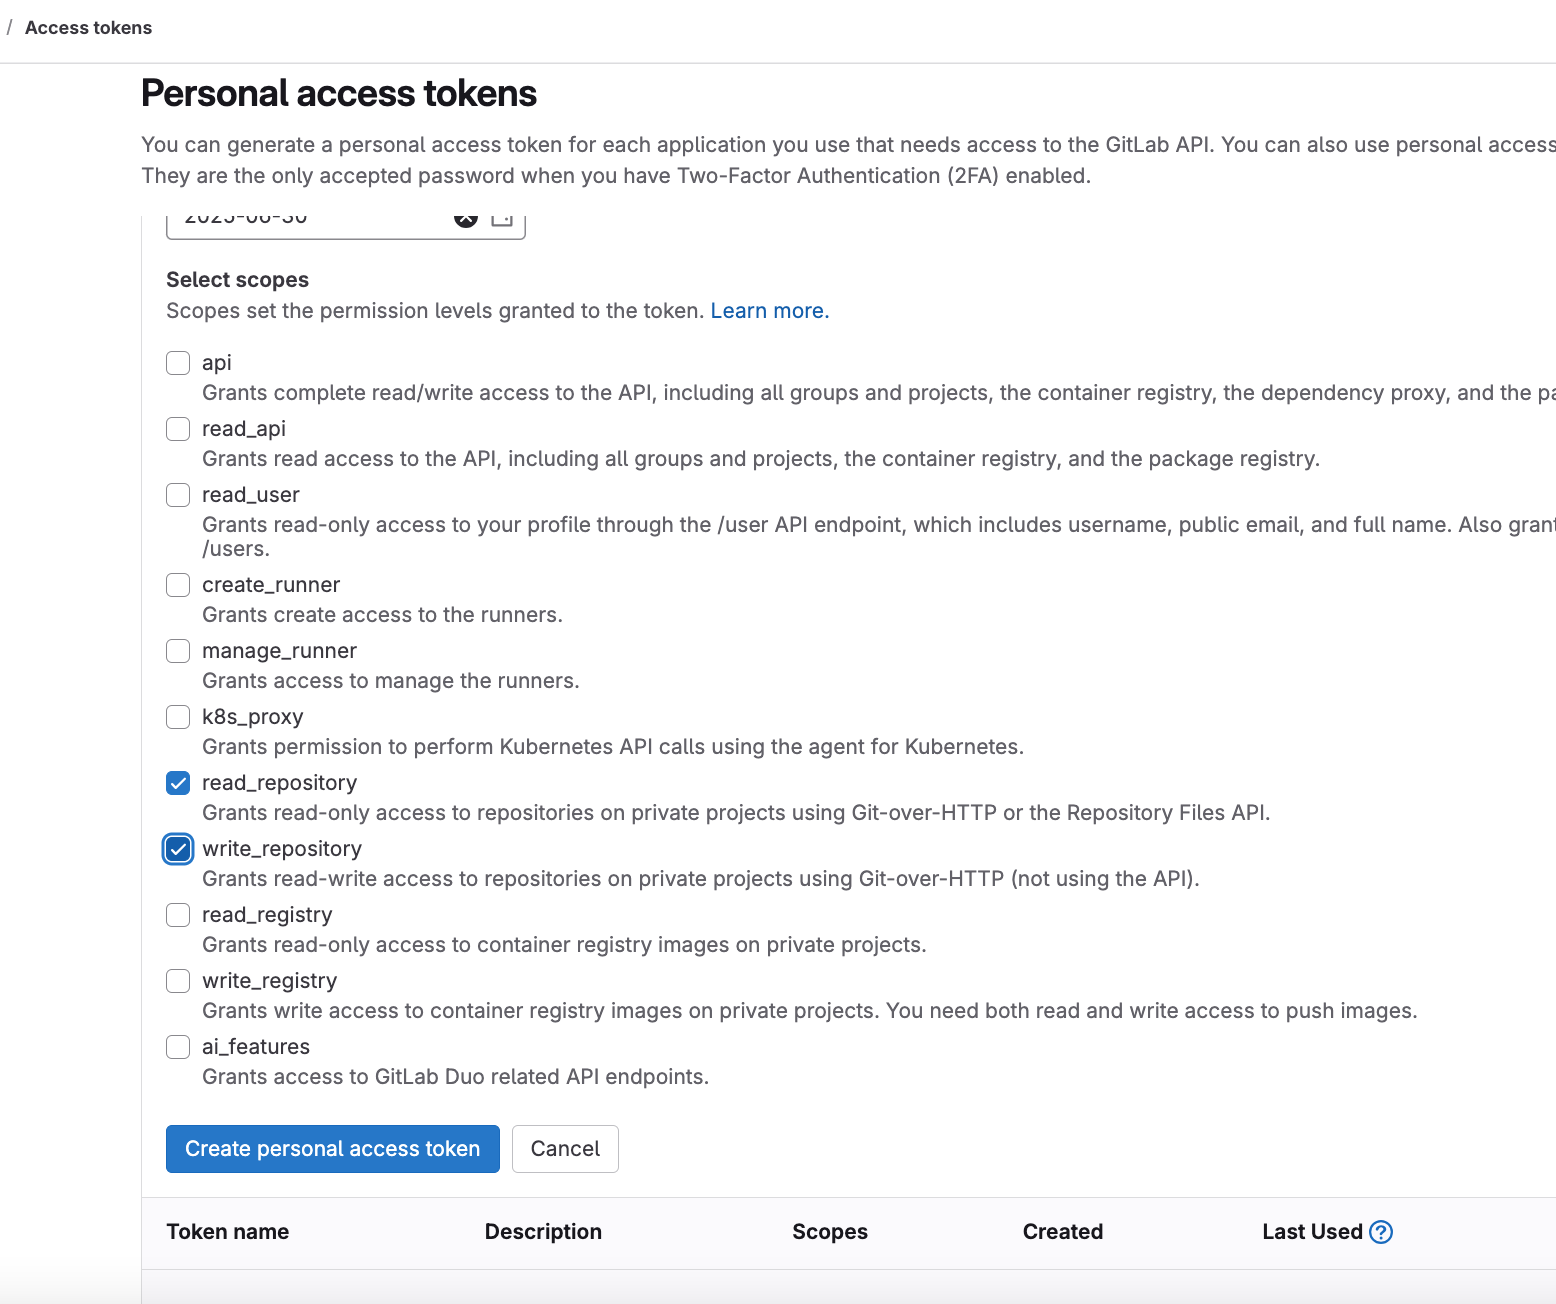 / Access tokens
Personal access tokens
You can generate a personal access token for each application you use that needs access to the GitLab API. You can also use personal access
They are the only accepted password when you have Two-Factor Authentication (2FA) enabled.
Select scopes
Scopes set the permission levels granted to the token. Learn more.
api
Grants complete read/write access to the API, including all groups and projects, the container registry, the dependency proxy, and the pa
read_api
Grants read access to the API, including all groups and projects, the container registry, and the package registry.
read_user
Grants read-only access to your profile through the /user API endpoint, which includes username, public email, and full name. Also grant
/users.
create_runner
Grants create access to the runners.
manage_runner
Grants access to manage the runners.
k8s_proxy
Grants permission to perform Kubernetes API calls using the agent for Kubernetes.
read_repository
Grants read-only access to repositories on private projects using Git-over-HTTP or the Repository Files API.
write_repository
Grants read-write access to repositories on private projects using Git-over-HTTP (not using the API).
read_registry
Grants read-only access to container registry images on private projects.
write_registry
Grants write access to container registry images on private projects. You need both read and write access to push images.
ai_features
Grants access to GitLab Duo related API endpoints.
Create personal access token Cancel
Token name Description Scopes Created Last Used ?